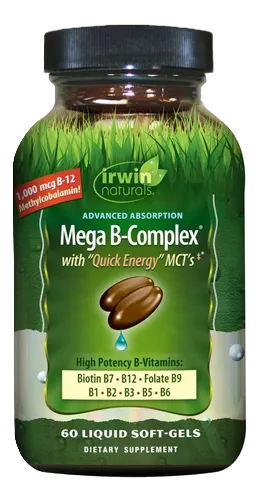 irwin
naturals®
1,000 mcg B-12
Methylcobalamin!
ADVANCED ABSORPTION
Mega B-Complex*
with "Quick Energy" MCT's‡*
High Potency B-Vitamins:
Biotin B7 • B12 • Folate B9
B1 • B2 • B3 • B5 • B6
60 LIQUID SOFT-GELS
DIETARY SUPPLEMENT